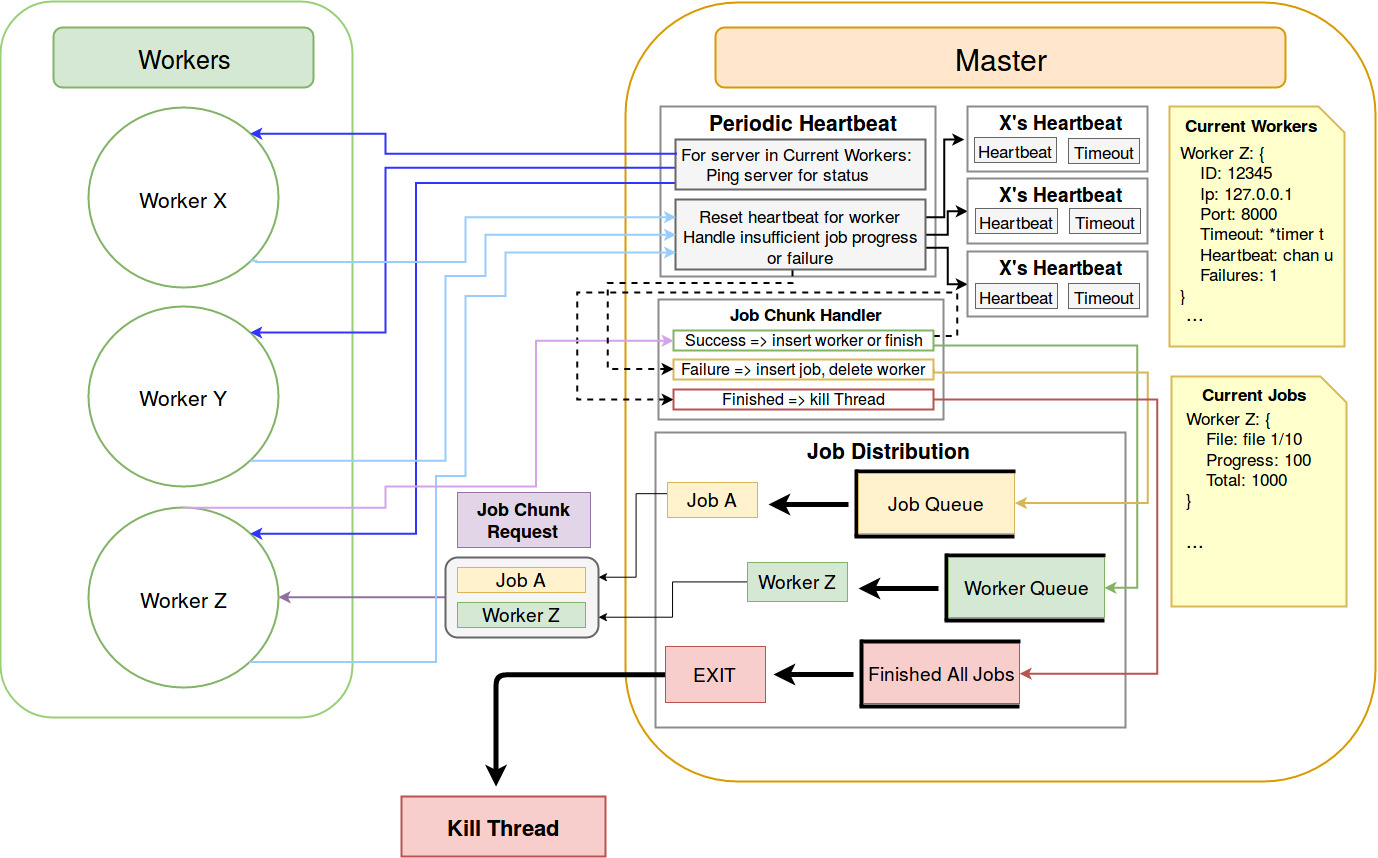 Workers
Worker X
Worker Y
Worker Z
Master
Periodic Heartbeat
For server in Current Workers:
Ping server for status
Reset heartbeat for worker
Handle insufficient job progress
or failure
X's Heartbeat
Heartbeat
Timeout
X's Heartbeat
Heartbeat
Timeout
X's Heartbeat
Heartbeat
Timeout
Current Workers
Worker Z: {
ID: 12345
Ip: 127.0.0.1
Port: 8000
Timeout: *timer t
Heartbeat: chan u
Failures: 1
}
...
Job Chunk Handler
Success => insert worker or finish
Failure => insert job, delete worker
Finished => kill Thread
Current Jobs
Worker Z: {
File: file 1/10
Progress: 100
Total: 1000
}
...
Job Distribution
Job A
Job Queue
Worker Z
Worker Queue
EXIT
Finished All Jobs
Job Chunk
Request
Job A
Worker Z
Kill Thread